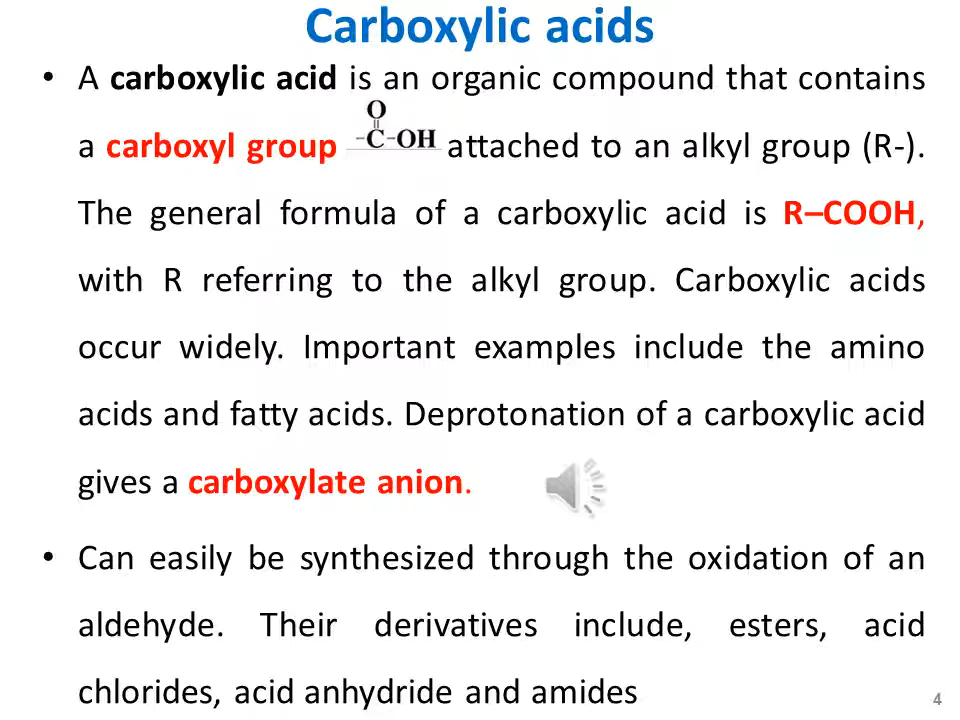 Carboxylic acids
• A carboxylic acid is an organic compound that contains
O
a carboxyl group -C-OH attached to an alkyl group (R-).
The general formula of a carboxylic acid is R–COOH,
with R referring to the alkyl group. Carboxylic acids
occur widely. Important examples include the amino
acids and fatty acids. Deprotonation of a carboxylic acid
gives a carboxylate anion.
• Can easily be synthesized through the oxidation of an
aldehyde. Their derivatives include, esters, acid
chlorides, acid anhydride and amides
4